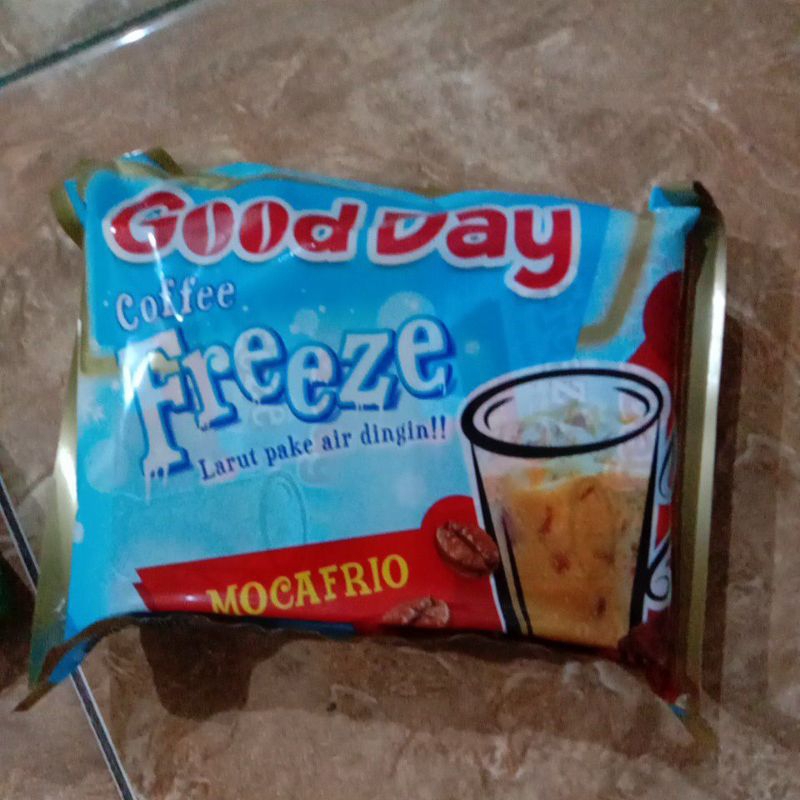 Good Day
Coffee
Freeze
Larut pake air dingin!!
MOCAFRIO